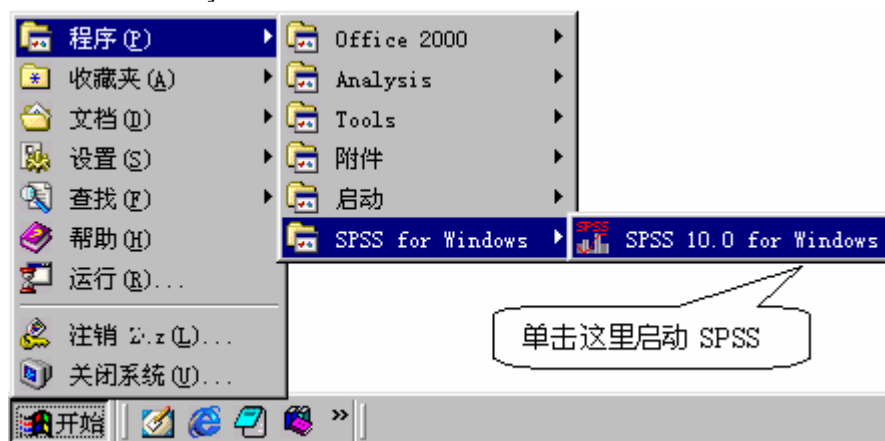 程序(P)
收藏夹(A)
文档(D)
设置(S)
查找(F)
帮助(H)
运行(R)...
注销(L)...
关闭系统(U)...
开始
Office 2000
Analysis
Tools
附件
启动
SPSS for Windows
SPSS
SPSS 10.0 for Windows
单击这里启动 SPSS